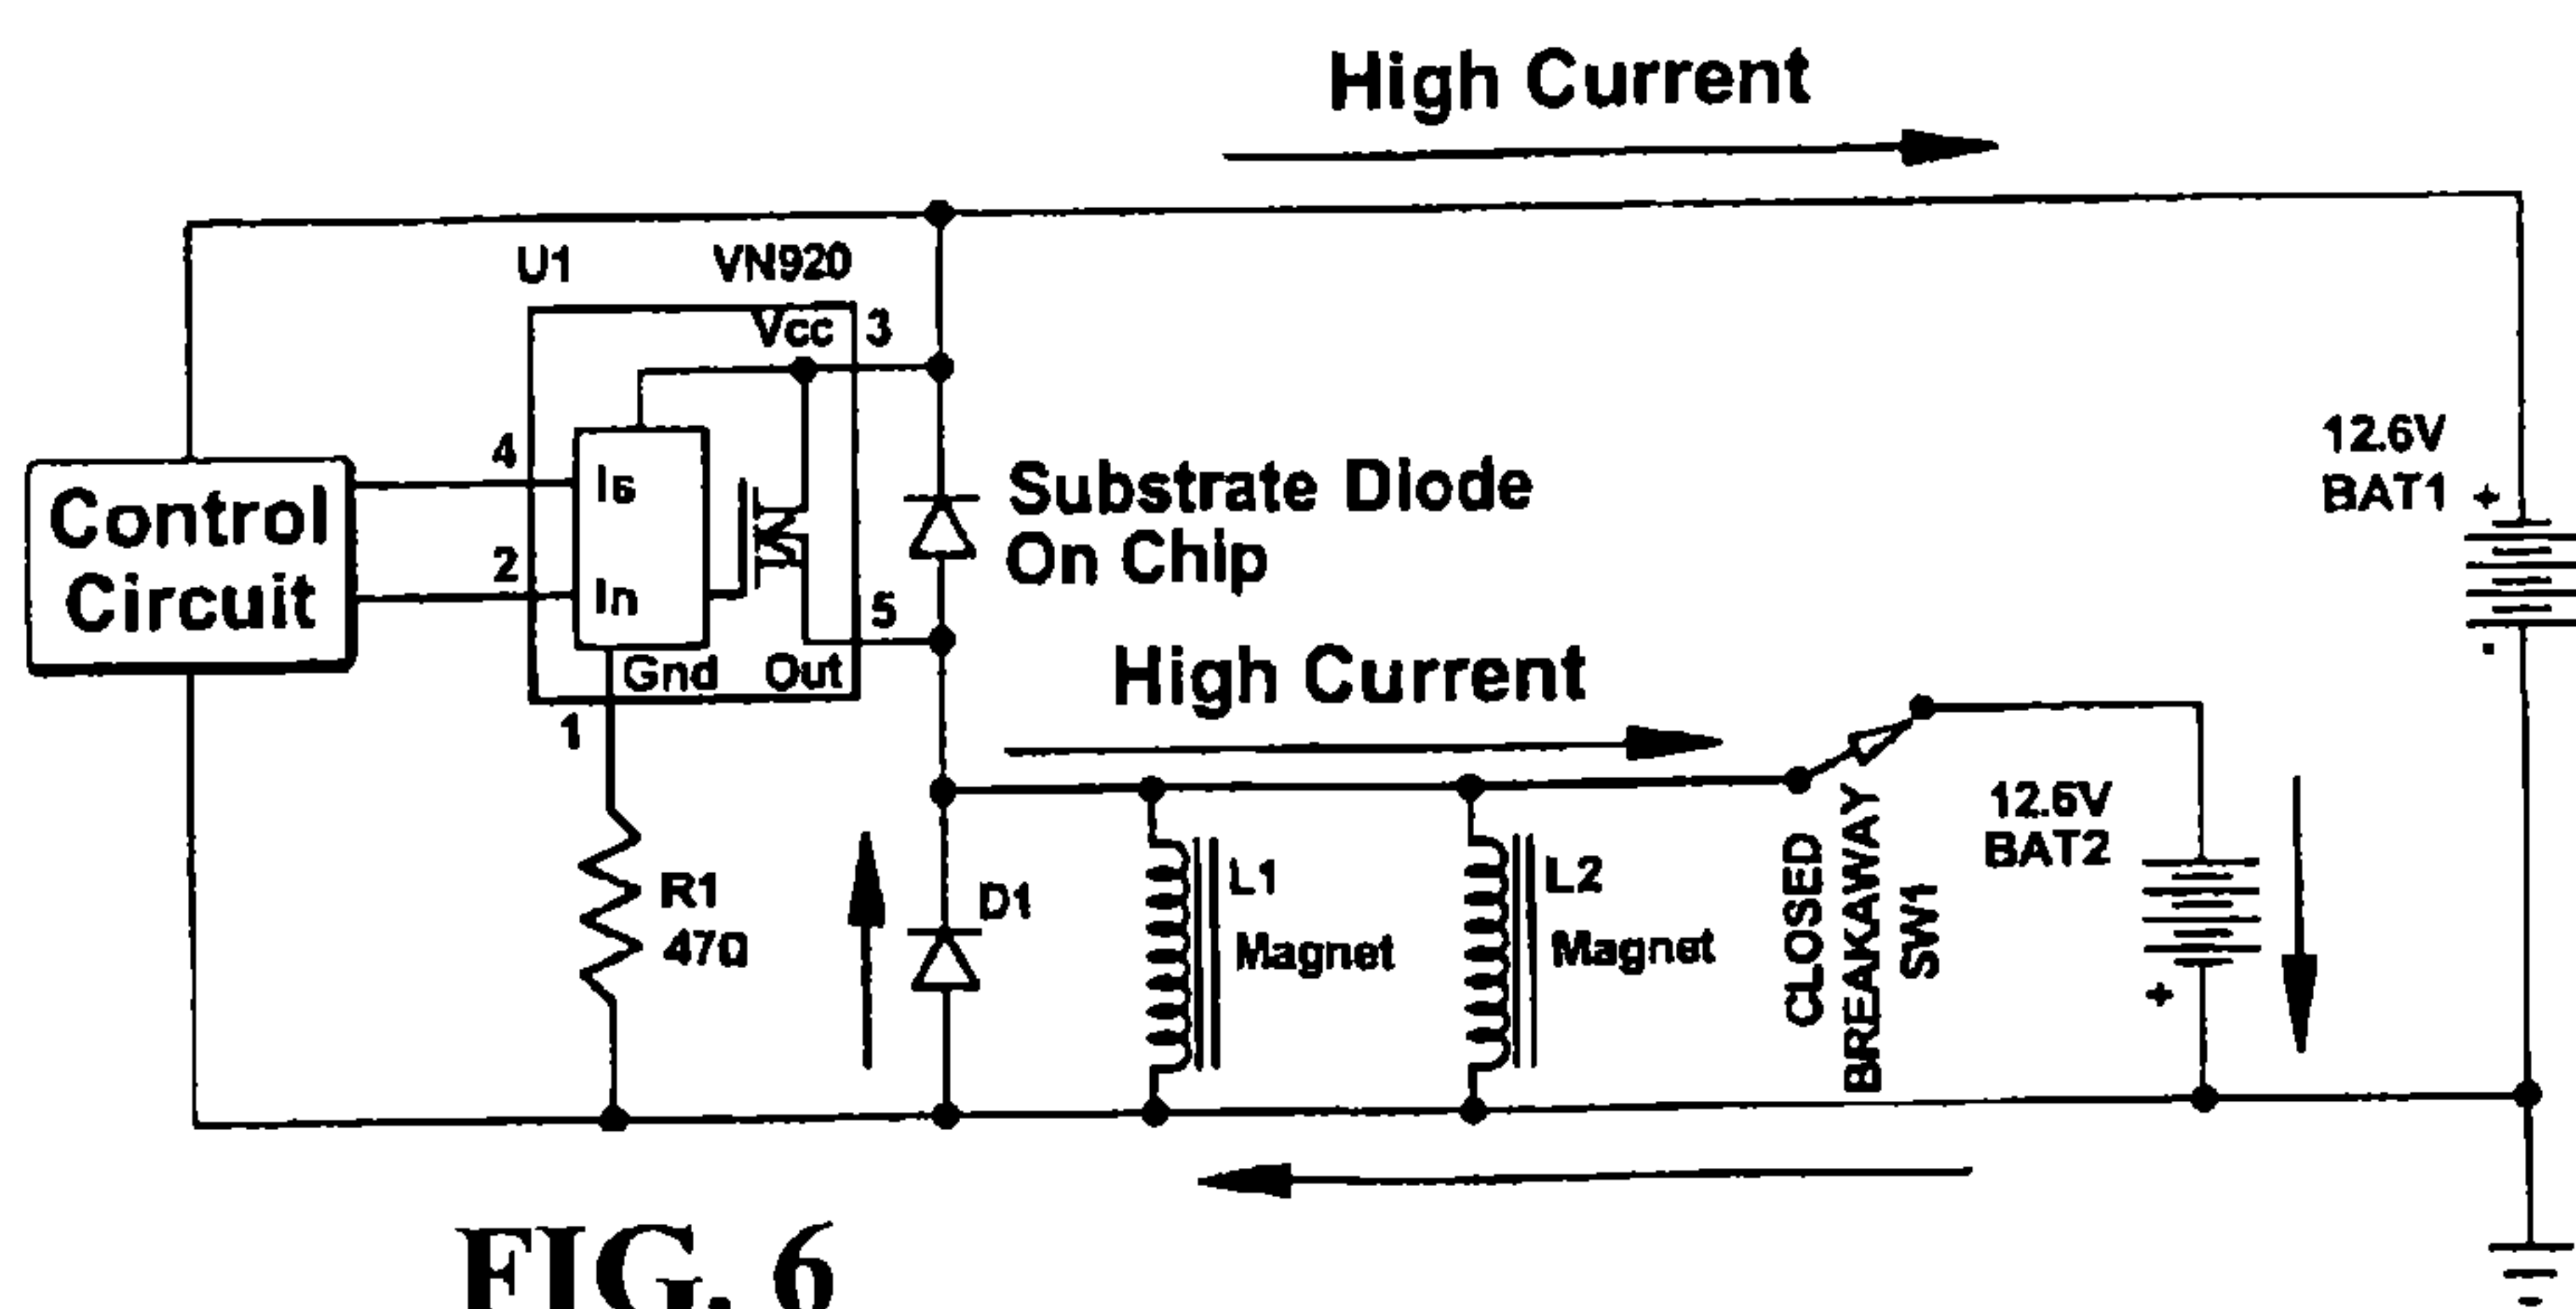 High Current
U1
VN920
Vcc
3
4
Is
2
In
Gnd
Out
5
1
Control
Circuit
Substrate Diode
On Chip
12.6V
BAT1
+
-
High Current
R1
47Ω
D1
L1
Magnet
L2
Magnet
CLOSED
BREAKAWAY
SW1
12.6V
BAT2
+
FIG. 6